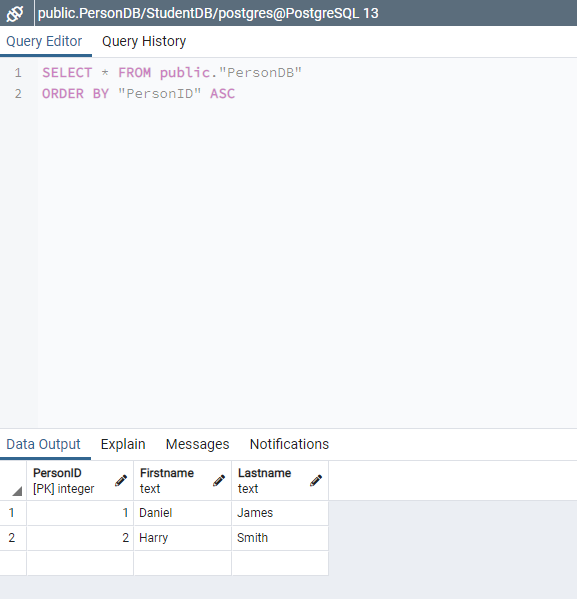 public.PersonDB/StudentDB/postgres@PostgreSQL 13
Query Editor Query History
1 SELECT * FROM public."PersonDB"
2 ORDER BY "PersonID" ASC
Data Output Explain Messages Notifications
PersonID Firstname Lastname
[PK] integer text text
1 1 Daniel James
2 2 Harry Smith